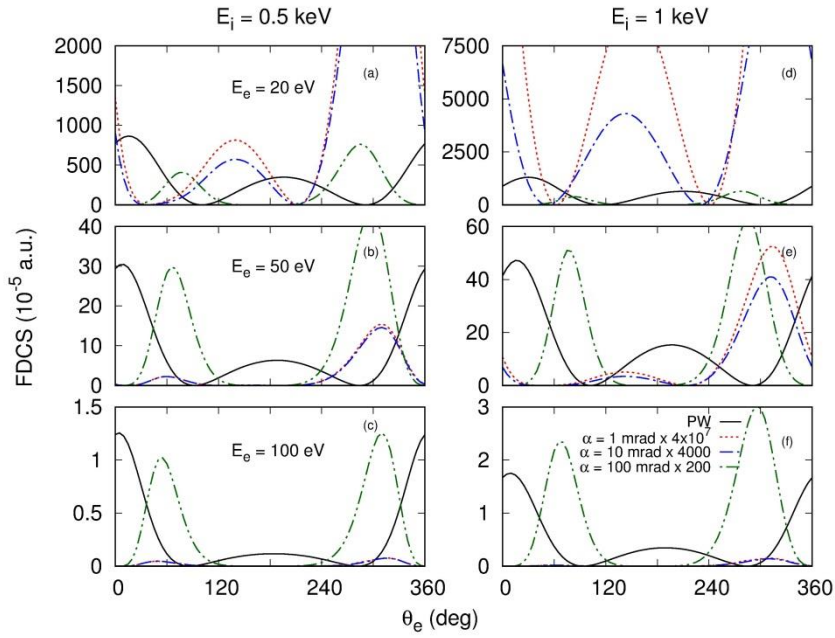 E_i = 0.5 keV
E_i = 1 keV
FDCS (10^-5 a.u.)
2000
1500
1000
500
0
(a)
E_e = 20 eV
7500
5000
2500
0
(d)
40
30
20
10
0
(b)
E_e = 50 eV
60
40
20
0
(e)
1.5
1
0.5
0
(c)
E_e = 100 eV
3
2
1
0
PW
α = 1 mrad x 4x10^7
α = 10 mrad x 4000
α = 100 mrad x 200
(f)
0 120 240 360
0 120 240 360
θ_e (deg)